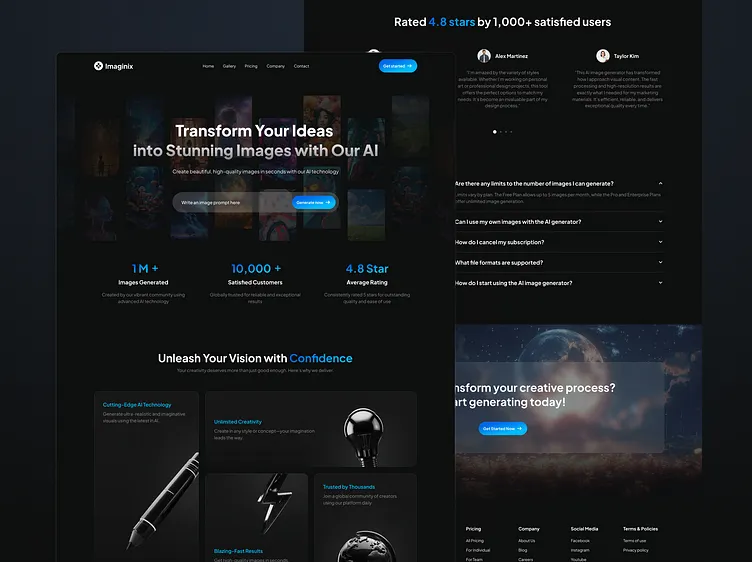 Imaginix
Home
Gallery
Pricing
Company
Contact
Get started
Transform Your Ideas
into Stunning Images with Our AI
Create beautiful, high-quality images in seconds with our AI technology
Write an image prompt here
Generate now
1M +
Images Generated
Created by our vibrant community using
advanced AI technology
10,000 +
Satisfied Customers
Globally trusted for reliable and exceptional
results
4.8 Star
Average Rating
Consistently rated 5 stars for outstanding
quality and ease of use
Unleash Your Vision with Confidence
Your creativity deserves more than just good enough. Here's why we deliver
Cutting-Edge AI Technology
Generate ultra-realistic and imaginative
visuals using the latest in AI.
Unlimited Creativity
Create in any style or concept—your imagination
leads the way.
Blazing-Fast Results
Get high-quality images in seconds
Trusted by Thousands
Join a global community of creators
using our platform daily.
Rated 4.8 stars by 1,000+ satisfied users
Alex Martinez
"I'm amazed by the variety of styles
available. Whether I'm working on personal
art or professional design projects, this tool
offers the perfect options to match my
needs. It's become an invaluable part of my
design process."
Taylor Kim
"This AI image generator has transformed
how I approach visual content. The fast
processing and high-resolution results are
exactly what I needed for my marketing
materials. It's efficient, reliable, and delivers
exceptional quality every time."
Are there any limits to the number of images I can generate?
Limits vary by plan. The Free Plan allows up to 5 images per month, while the Pro and Enterprise Plans
offer unlimited image generation.
Can I use my own images with the AI generator?
How do I cancel my subscription?
What file formats are supported?
How do I start using the AI image generator?
nsform your creative process?
art generating today!
Get Started Now
Pricing
All Pricing
For Individual
For Team
Company
About Us
Blog
Careers
Social Media
Facebook
Instagram
Youtube
Terms & Policies
Terms of use
Privacy policy